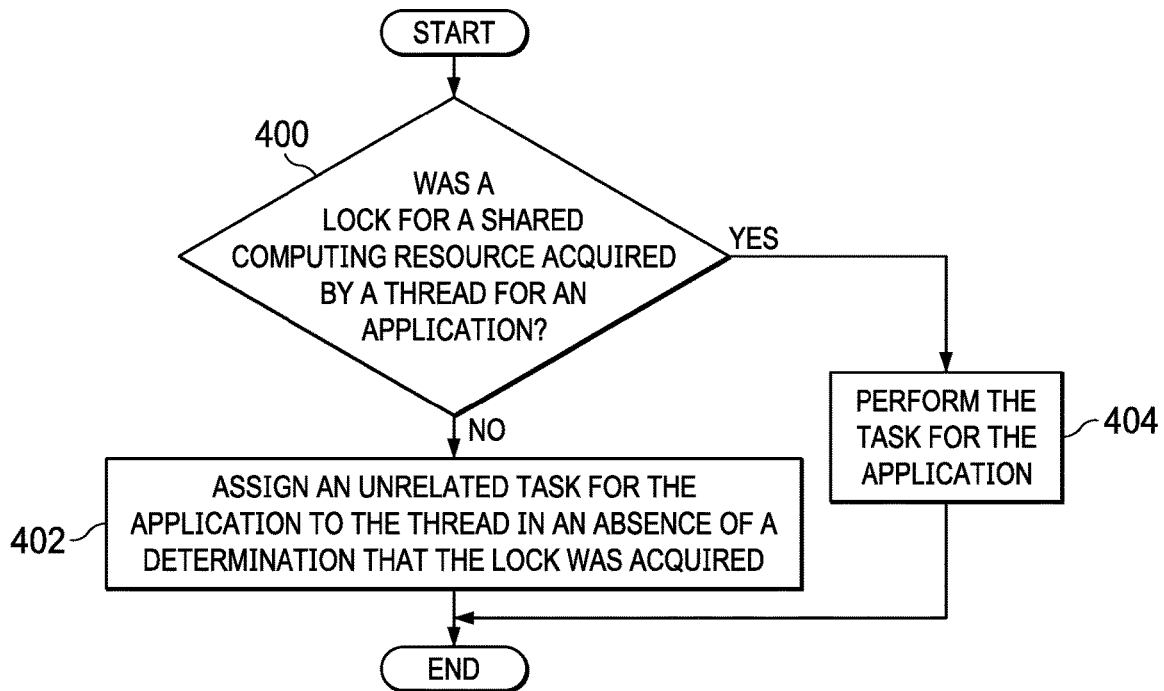 START
400
WAS A
LOCK FOR A SHARED
COMPUTING RESOURCE ACQUIRED
BY A THREAD FOR AN
APPLICATION?
YES
NO
PERFORM THE
TASK FOR THE
APPLICATION
404
ASSIGN AN UNRELATED TASK FOR THE
APPLICATION TO THE THREAD IN AN ABSENCE OF A
DETERMINATION THAT THE LOCK WAS ACQUIRED
402
END